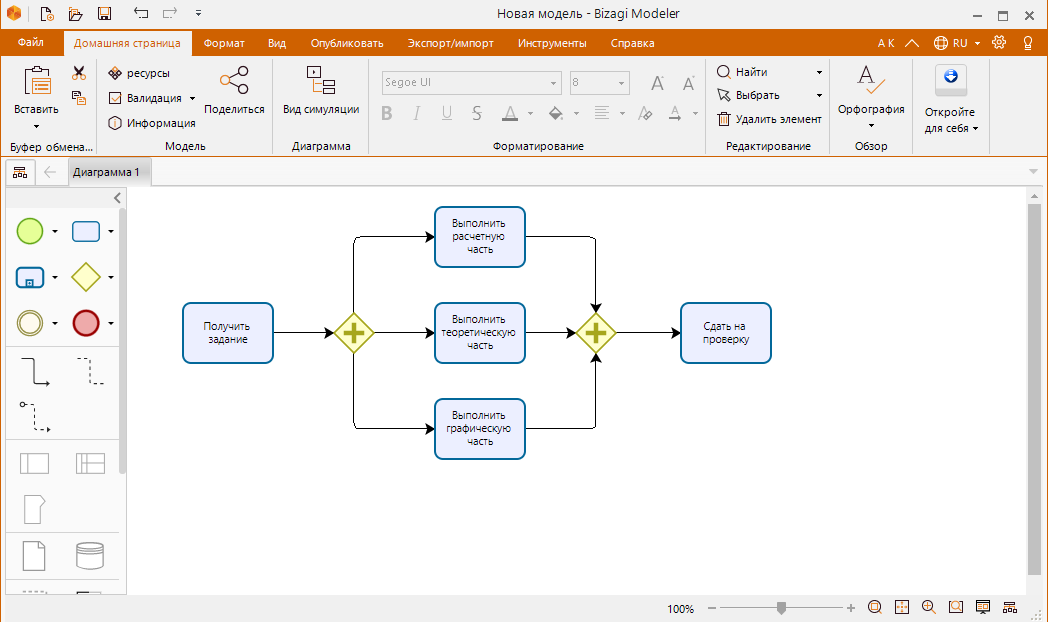 Новая модель - Bizagi Modeler
Файл Домашняя страница Формат Вид Опубликовать Экспорт/импорт Инструменты Справка A K RU
Вставить
Буфер обмена...
ресурсы
Валидация
Информация
Поделиться
Модель
Вид симуляции
Диаграмма
Segoe UI 8
B I U S A
Форматирование
Найти
Выбрать
Удалить элемент
Редактирование
Орфография
Обзор
Откройте
для себя
Диаграмма 1
Выполнить
расчетную
часть
Получить
задание
Выполнить
теоретическую
часть
Сдать на
проверку
Выполнить
графическую
часть
100%